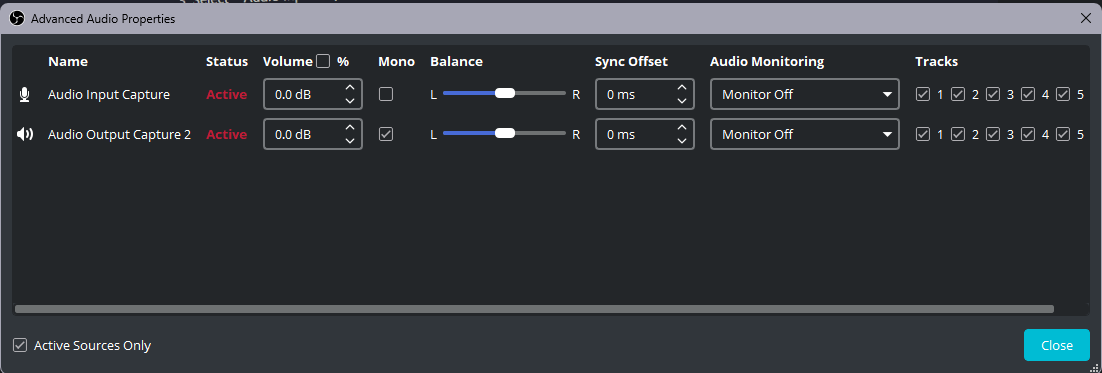 Advanced Audio Properties
Name Status Volume % Mono Balance Sync Offset Audio Monitoring Tracks
Audio Input Capture Active 0.0 dB L R 0 ms Monitor Off 1 2 3 4 5
Audio Output Capture 2 Active 0.0 dB L R 0 ms Monitor Off 1 2 3 4 5
Active Sources Only Close